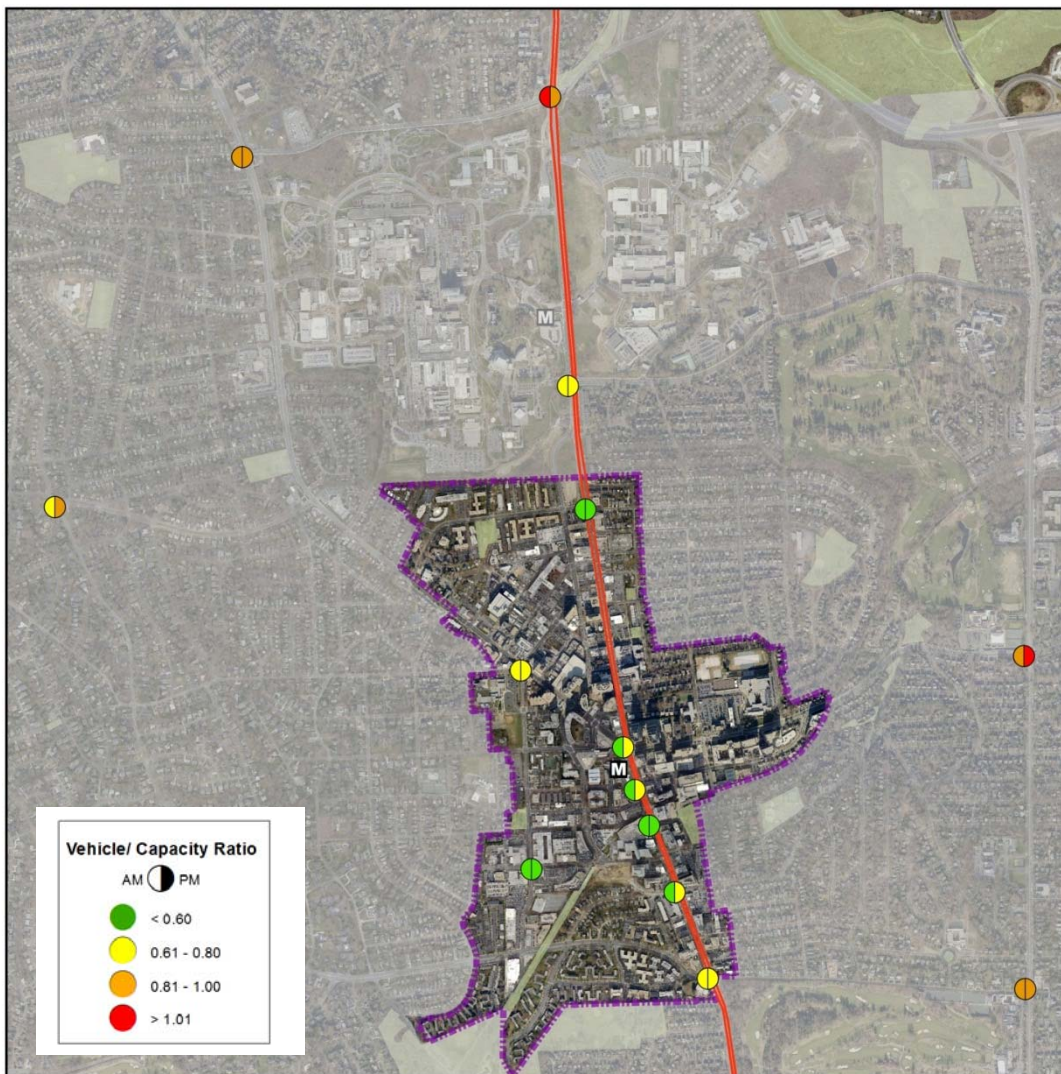 M
M
Vehicle/ Capacity Ratio
AM PM
< 0.60
0.61 - 0.80
0.81 - 1.00
> 1.01